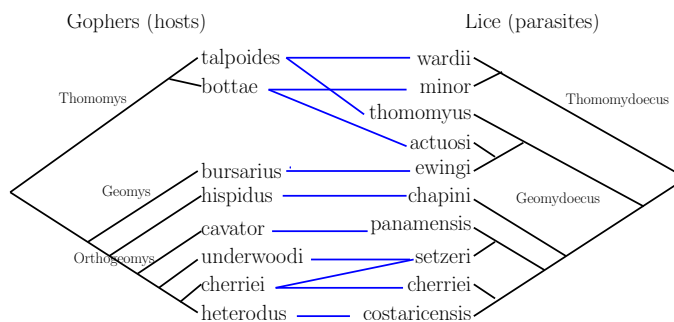 Gophers (hosts)
Lice (parasites)
talpoides
wardii
bottae
minor
Thomomys
Thomomydoecus
thomomyus
actuosi
bursarius
ewingi
Geomys
hispidus
chapini
Geomydoecus
cavator
panamensis
Orthogeomys
underwoodi
setzeri
cherriei
cherriei
heterodus
costaricensis